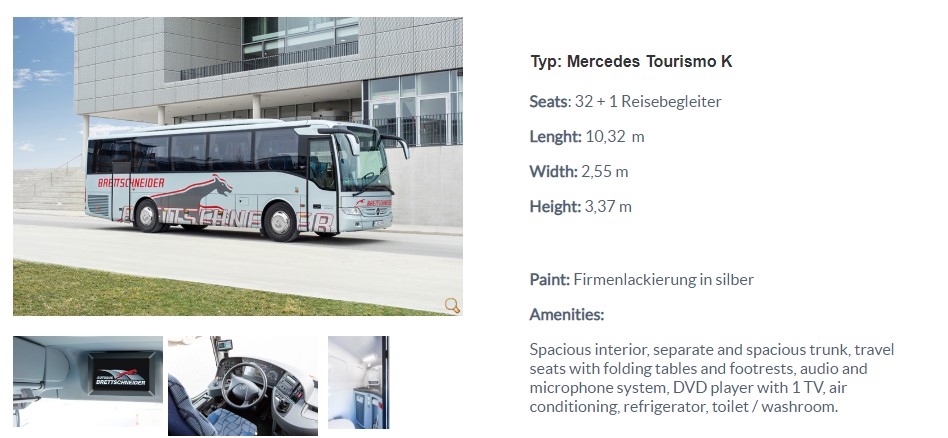 Typ: Mercedes Tourismo K
Seats: 32 + 1 Reisebegleiter
Lenght: 10,32 m
Width: 2,55 m
Height: 3,37 m
Paint: Firmenlackierung in silber
Amenities:
Spacious interior, separate and spacious trunk, travel
seats with folding tables and footrests, audio and
microphone system, DVD player with 1 TV, air
conditioning, refrigerator, toilet / washroom.
BRETTSCHNEIDER
BRETTSCHNEIDER
BRETTSCHNEIDER
BRETTSCHNEIDER